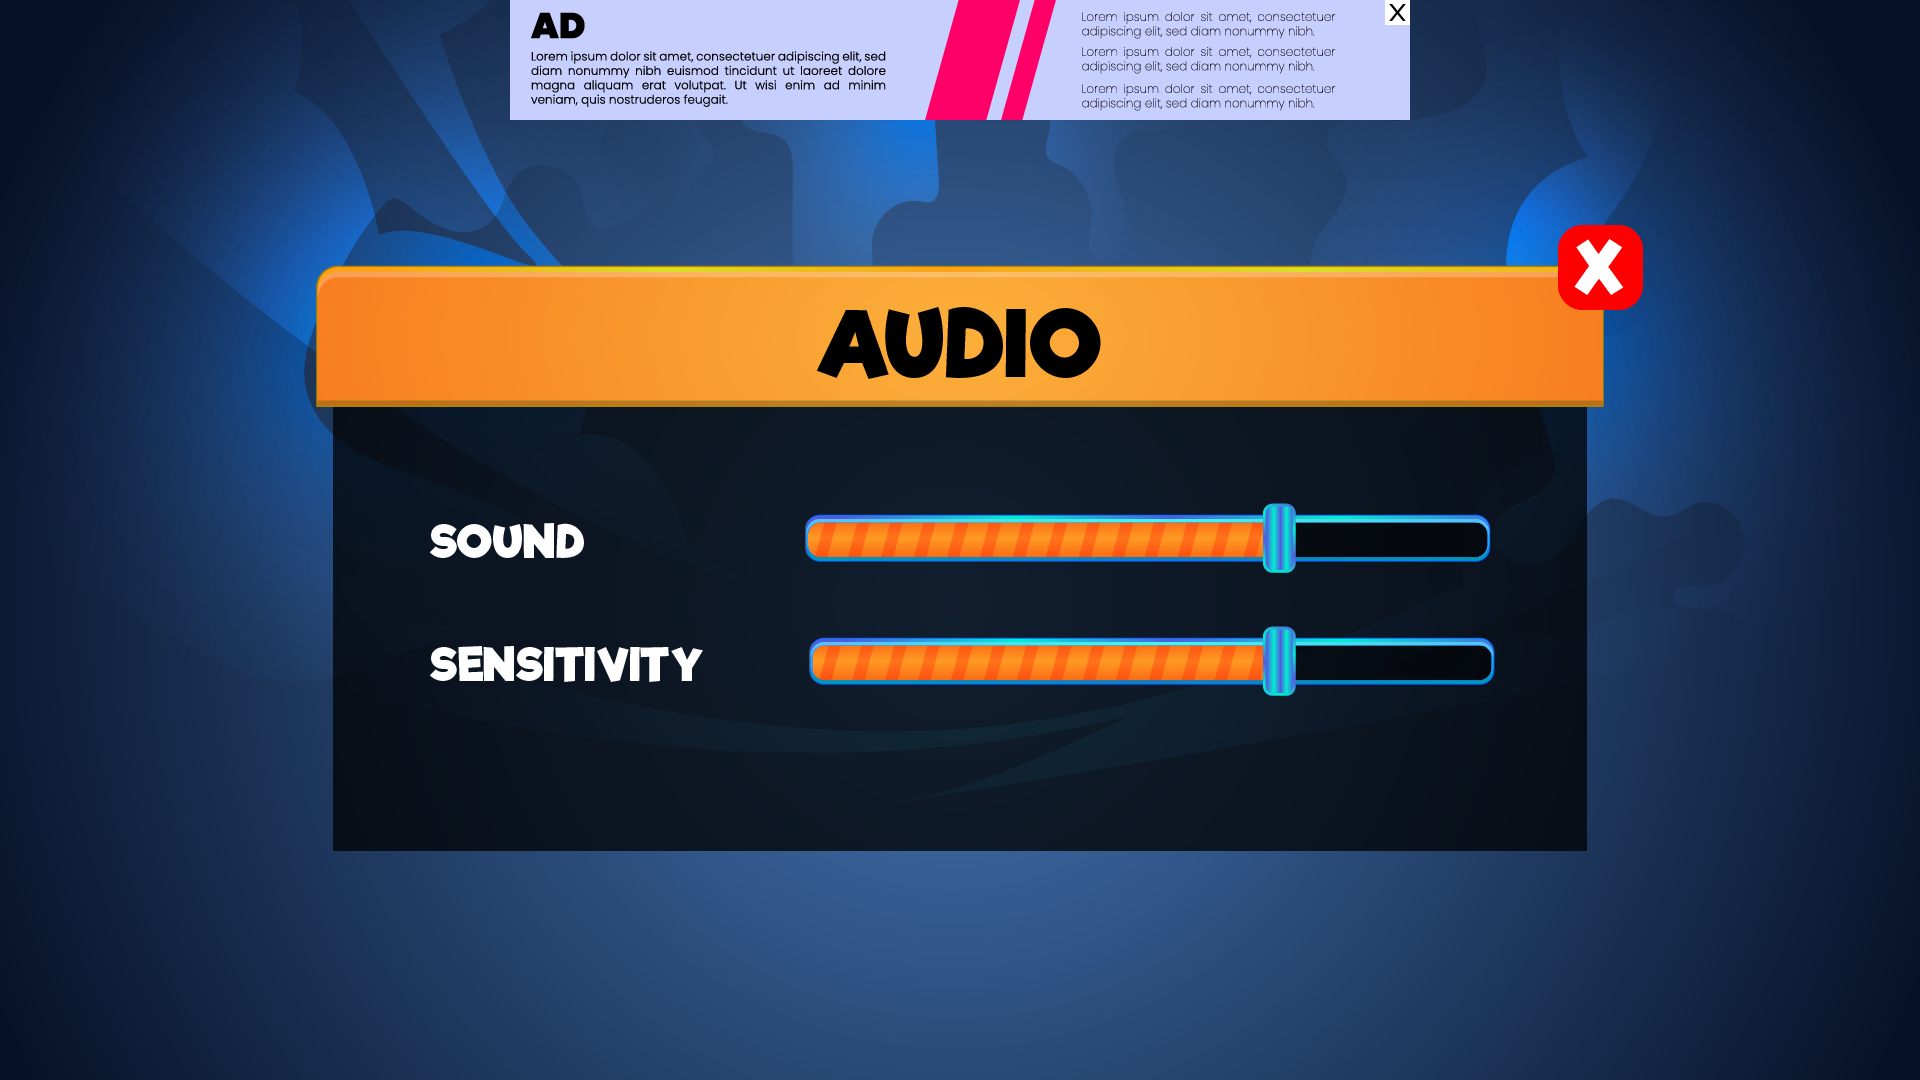 AD
Lorem ipsum dolor sit amet, consectetuer adipiscing elit, sed
diam nonummy nibh euismod tincidunt ut laoreet dolore
magna aliquam erat volutpat. Ut wisi enim ad minim
veniam, quis nostruderos feugait.
Lorem ipsum dolor sit amet, consectetuer
adipiscing elit, sed diam nonummy nibh.
Lorem ipsum dolor sit amet, consectetuer
adipiscing elit, sed diam nonummy nibh.
Lorem ipsum dolor sit amet, consectetuer
adipiscing elit, sed diam nonummy nibh.
X
X
AUDIO
SOUND
SENSITIVITY